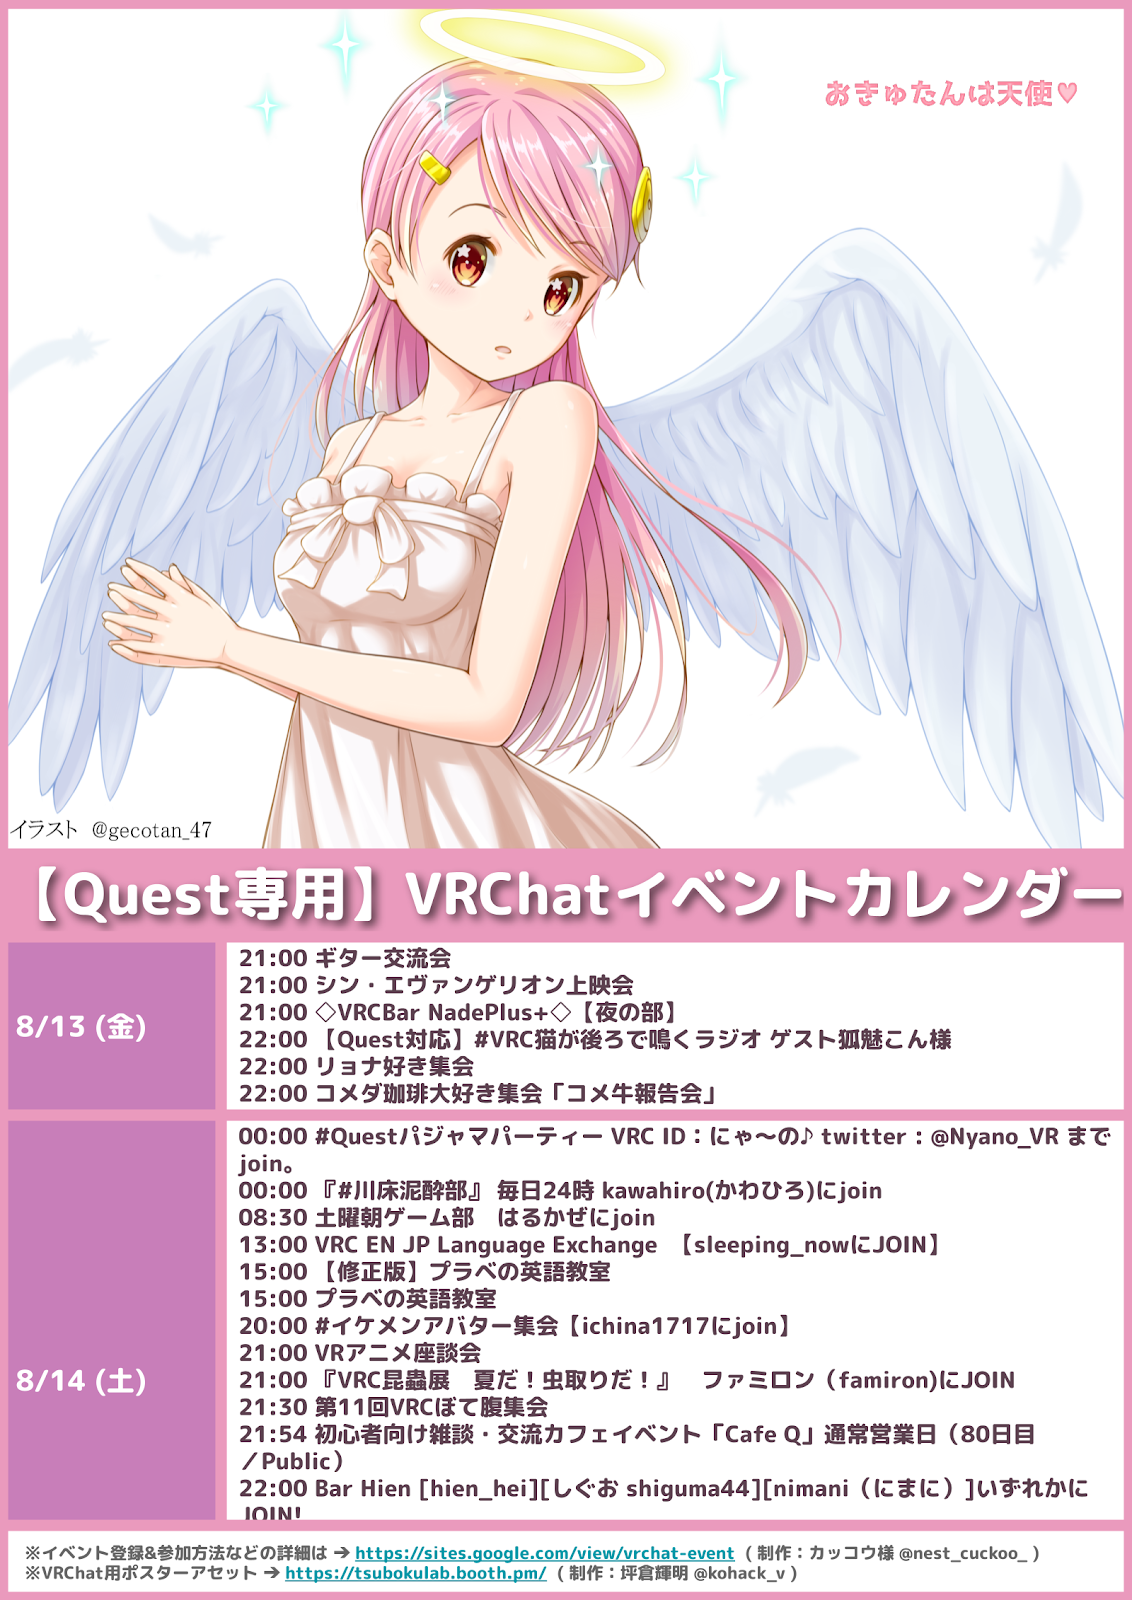 おきゅたんは天使♥
イラスト @gecotan_47
【Quest専用】VRChatイベントカレンダー
8/13 (金)
21:00 ギター交流会
21:00 シン・エヴァンゲリオン上映会
21:00 ◇VRCBar NadePlus+◇【夜の部】
22:00 【Quest対応】#VRC猫が後ろで鳴くラジオ ゲスト狐魅こん様
22:00 リョナ好き集会
22:00 コメダ珈琲大好き集会「コメ牛報告会」
8/14 (土)
00:00 #Questパジャマパーティー VRC ID：にゃ〜の♪ twitter : @Nyano_VR まで
join。
00:00 『#川床泥酔部』 毎日24時 kawahiro(かわひろ)にjoin
08:30 土曜朝ゲーム部　はるかぜにjoin
13:00 VRC EN JP Language Exchange 【sleeping_nowにJOIN】
15:00 【修正版】プラベの英語教室
15:00 プラベの英語教室
20:00 #イケメンアバター集会【ichina1717にjoin】
21:00 VRアニメ座談会
21:00 『VRC昆蟲展　夏だ！虫取りだ！』　ファミロン（famiron)にJOIN
21:30 第11回VRCぼて腹集会
21:54 初心者向け雑談・交流カフェイベント「Cafe Q」通常営業日（80日目
／Public）
22:00 Bar Hien [hien_hei][しぐお shiguma44][nimani（にまに）]いずれかに
JOIN!
※イベント登録&参加方法などの詳細は ➔ https://sites.google.com/view/vrchat-event ( 制作：カッコウ様 @nest_cuckoo_ )
※VRChat用ポスターアセット ➔ https://tsubokulab.booth.pm/ ( 制作：坪倉輝明 @kohack_v )